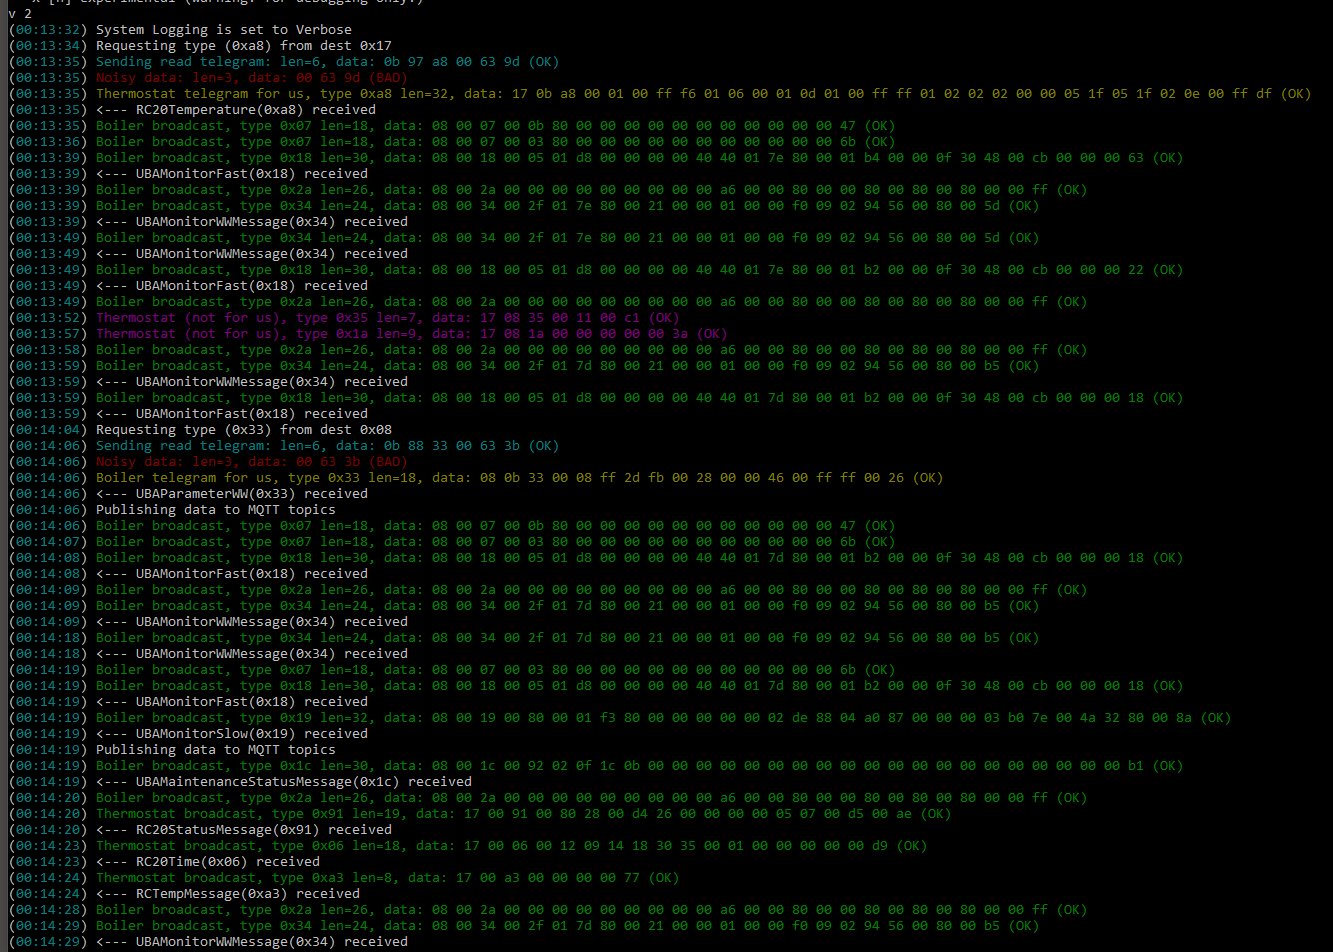 v 2
(00:13:32) System Logging is set to Verbose
(00:13:34) Requesting type (0xa8) from dest 0x17
(00:13:35) Sending read telegram: len=6, data: 0b 97 a8 00 63 9d (OK)
(00:13:35) Noisy data: len=3, data: 00 63 9d (BAD)
(00:13:35) Thermostat telegram for us, type 0xa8 len=32, data: 17 0b a8 00 01 00 ff f6 01 06 00 01 0d 01 00 ff ff 01 02 02 02 00 00 05 1f 05 1f 02 0e 00 ff df (OK)
(00:13:35) <--- RC20Temperature(0xa8) received
(00:13:35) Boiler broadcast, type 0x07 len=18, data: 08 00 07 00 0b 80 00 00 00 00 00 00 00 00 00 00 00 47 (OK)
(00:13:36) Boiler broadcast, type 0x07 len=18, data: 08 00 07 00 03 80 00 00 00 00 00 00 00 00 00 00 00 6b (OK)
(00:13:39) Boiler broadcast, type 0x18 len=30, data: 08 00 18 00 05 01 d8 00 00 00 00 40 40 01 7e 80 00 01 b4 00 00 0f 30 48 00 cb 00 00 00 63 (OK)
(00:13:39) <--- UBAMonitorFast(0x18) received
(00:13:39) Boiler broadcast, type 0x2a len=26, data: 08 00 2a 00 00 00 00 00 00 00 00 00 a6 00 00 80 00 00 80 00 80 00 80 00 00 ff (OK)
(00:13:39) Boiler broadcast, type 0x34 len=24, data: 08 00 34 00 2f 01 7e 80 00 21 00 00 01 00 00 f0 09 02 94 56 00 80 00 5d (OK)
(00:13:39) <--- UBAMonitorWWMessage(0x34) received
(00:13:49) Boiler broadcast, type 0x34 len=24, data: 08 00 34 00 2f 01 7e 80 00 21 00 00 01 00 00 f0 09 02 94 56 00 80 00 5d (OK)
(00:13:49) <--- UBAMonitorWWMessage(0x34) received
(00:13:49) Boiler broadcast, type 0x18 len=30, data: 08 00 18 00 05 01 d8 00 00 00 00 40 40 01 7e 80 00 01 b2 00 00 0f 30 48 00 cb 00 00 00 22 (OK)
(00:13:49) <--- UBAMonitorFast(0x18) received
(00:13:49) Boiler broadcast, type 0x2a len=26, data: 08 00 2a 00 00 00 00 00 00 00 00 00 a6 00 00 80 00 00 80 00 80 00 80 00 00 ff (OK)
(00:13:52) Thermostat (not for us), type 0x35 len=7, data: 17 08 35 00 11 00 c1 (OK)
(00:13:57) Thermostat (not for us), type 0x1a len=9, data: 17 08 1a 00 00 00 00 00 3a (OK)
(00:13:58) Boiler broadcast, type 0x2a len=26, data: 08 00 2a 00 00 00 00 00 00 00 00 00 a6 00 00 80 00 00 80 00 80 00 80 00 00 ff (OK)
(00:13:59) Boiler broadcast, type 0x34 len=24, data: 08 00 34 00 2f 01 7d 80 00 21 00 00 01 00 00 f0 09 02 94 56 00 80 00 b5 (OK)
(00:13:59) <--- UBAMonitorWWMessage(0x34) received
(00:13:59) Boiler broadcast, type 0x18 len=30, data: 08 00 18 00 05 01 d8 00 00 00 00 40 40 01 7d 80 00 01 b2 00 00 0f 30 48 00 cb 00 00 00 18 (OK)
(00:13:59) <--- UBAMonitorFast(0x18) received
(00:14:04) Requesting type (0x33) from dest 0x08
(00:14:06) Sending read telegram: len=6, data: 0b 88 33 00 63 3b (OK)
(00:14:06) Noisy data: len=3, data: 00 63 3b (BAD)
(00:14:06) Boiler telegram for us, type 0x33 len=18, data: 08 0b 33 00 08 ff 2d fb 00 28 00 00 46 00 ff ff 00 26 (OK)
(00:14:06) <--- UBAParameterWW(0x33) received
(00:14:06) Publishing data to MQTT topics
(00:14:06) Boiler broadcast, type 0x07 len=18, data: 08 00 07 00 0b 80 00 00 00 00 00 00 00 00 00 00 00 47 (OK)
(00:14:07) Boiler broadcast, type 0x07 len=18, data: 08 00 07 00 03 80 00 00 00 00 00 00 00 00 00 00 00 6b (OK)
(00:14:08) Boiler broadcast, type 0x18 len=30, data: 08 00 18 00 05 01 d8 00 00 00 00 40 40 01 7d 80 00 01 b2 00 00 0f 30 48 00 cb 00 00 00 18 (OK)
(00:14:08) <--- UBAMonitorFast(0x18) received
(00:14:09) Boiler broadcast, type 0x2a len=26, data: 08 00 2a 00 00 00 00 00 00 00 00 00 a6 00 00 80 00 00 80 00 80 00 80 00 00 ff (OK)
(00:14:09) Boiler broadcast, type 0x34 len=24, data: 08 00 34 00 2f 01 7d 80 00 21 00 00 01 00 00 f0 09 02 94 56 00 80 00 b5 (OK)
(00:14:09) <--- UBAMonitorWWMessage(0x34) received
(00:14:18) Boiler broadcast, type 0x34 len=24, data: 08 00 34 00 2f 01 7d 80 00 21 00 00 01 00 00 f0 09 02 94 56 00 80 00 b5 (OK)
(00:14:18) <--- UBAMonitorWWMessage(0x34) received
(00:14:19) Boiler broadcast, type 0x07 len=18, data: 08 00 07 00 03 80 00 00 00 00 00 00 00 00 00 00 00 6b (OK)
(00:14:19) Boiler broadcast, type 0x18 len=30, data: 08 00 18 00 05 01 d8 00 00 00 00 40 40 01 7d 80 00 01 b2 00 00 0f 30 48 00 cb 00 00 00 18 (OK)
(00:14:19) <--- UBAMonitorFast(0x18) received
(00:14:19) Boiler broadcast, type 0x19 len=32, data: 08 00 19 00 80 00 01 f3 80 00 00 00 00 00 02 de 88 04 a0 87 00 00 00 03 b0 7e 00 4a 32 80 00 8a (OK)
(00:14:19) <--- UBAMonitorSlow(0x19) received
(00:14:19) Publishing data to MQTT topics
(00:14:19) Boiler broadcast, type 0x1c len=30, data: 08 00 1c 00 92 02 0f 1c 0b 00 00 00 00 00 00 00 00 00 00 00 00 00 00 00 00 00 00 00 00 b1 (OK)
(00:14:19) <--- UBAMaintenanceStatusMessage(0x1c) received
(00:14:20) Boiler broadcast, type 0x2a len=26, data: 08 00 2a 00 00 00 00 00 00 00 00 00 a6 00 00 80 00 00 80 00 80 00 80 00 00 ff (OK)
(00:14:20) Thermostat broadcast, type 0x91 len=19, data: 17 00 91 00 80 28 00 d4 26 00 00 00 00 05 07 00 d5 00 ae (OK)
(00:14:20) <--- RC20StatusMessage(0x91) received
(00:14:23) Thermostat broadcast, type 0x06 len=18, data: 17 00 06 00 12 09 14 18 30 35 00 01 00 00 00 00 00 d9 (OK)
(00:14:23) <--- RC20Time(0x06) received
(00:14:24) Thermostat broadcast, type 0xa3 len=8, data: 17 00 a3 00 00 00 00 77 (OK)
(00:14:24) <--- RCTempMessage(0xa3) received
(00:14:28) Boiler broadcast, type 0x2a len=26, data: 08 00 2a 00 00 00 00 00 00 00 00 00 a6 00 00 80 00 00 80 00 80 00 80 00 00 ff (OK)
(00:14:29) Boiler broadcast, type 0x34 len=24, data: 08 00 34 00 2f 01 7d 80 00 21 00 00 01 00 00 f0 09 02 94 56 00 80 00 b5 (OK)
(00:14:29) <--- UBAMonitorWWMessage(0x34) received